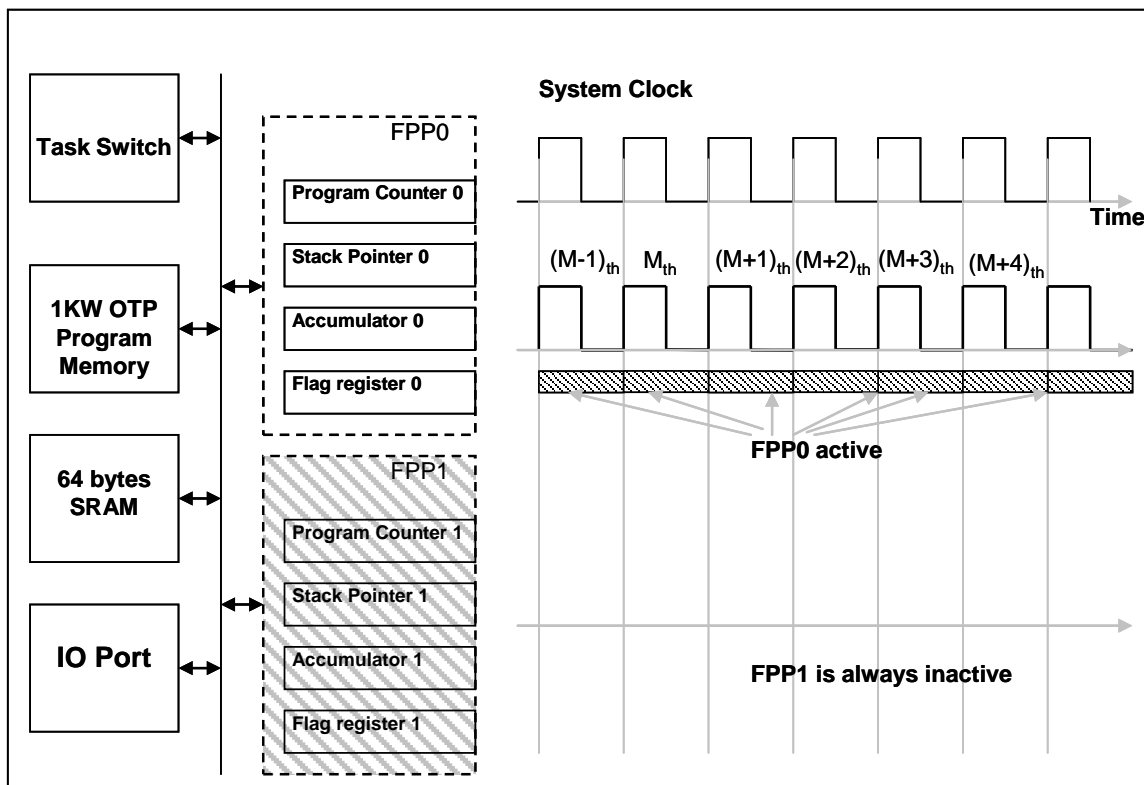 Task Switch
1KW OTP
Program
Memory
64 bytes
SRAM
IO Port
FPP0
Program Counter 0
Stack Pointer 0
Accumulator 0
Flag register 0
FPP1
Program Counter 1
Stack Pointer 1
Accumulator 1
Flag register 1
System Clock
Time
(M-1)th Mth (M+1)th (M+2)th (M+3)th (M+4)th
FPP0 active
FPP1 is always inactive